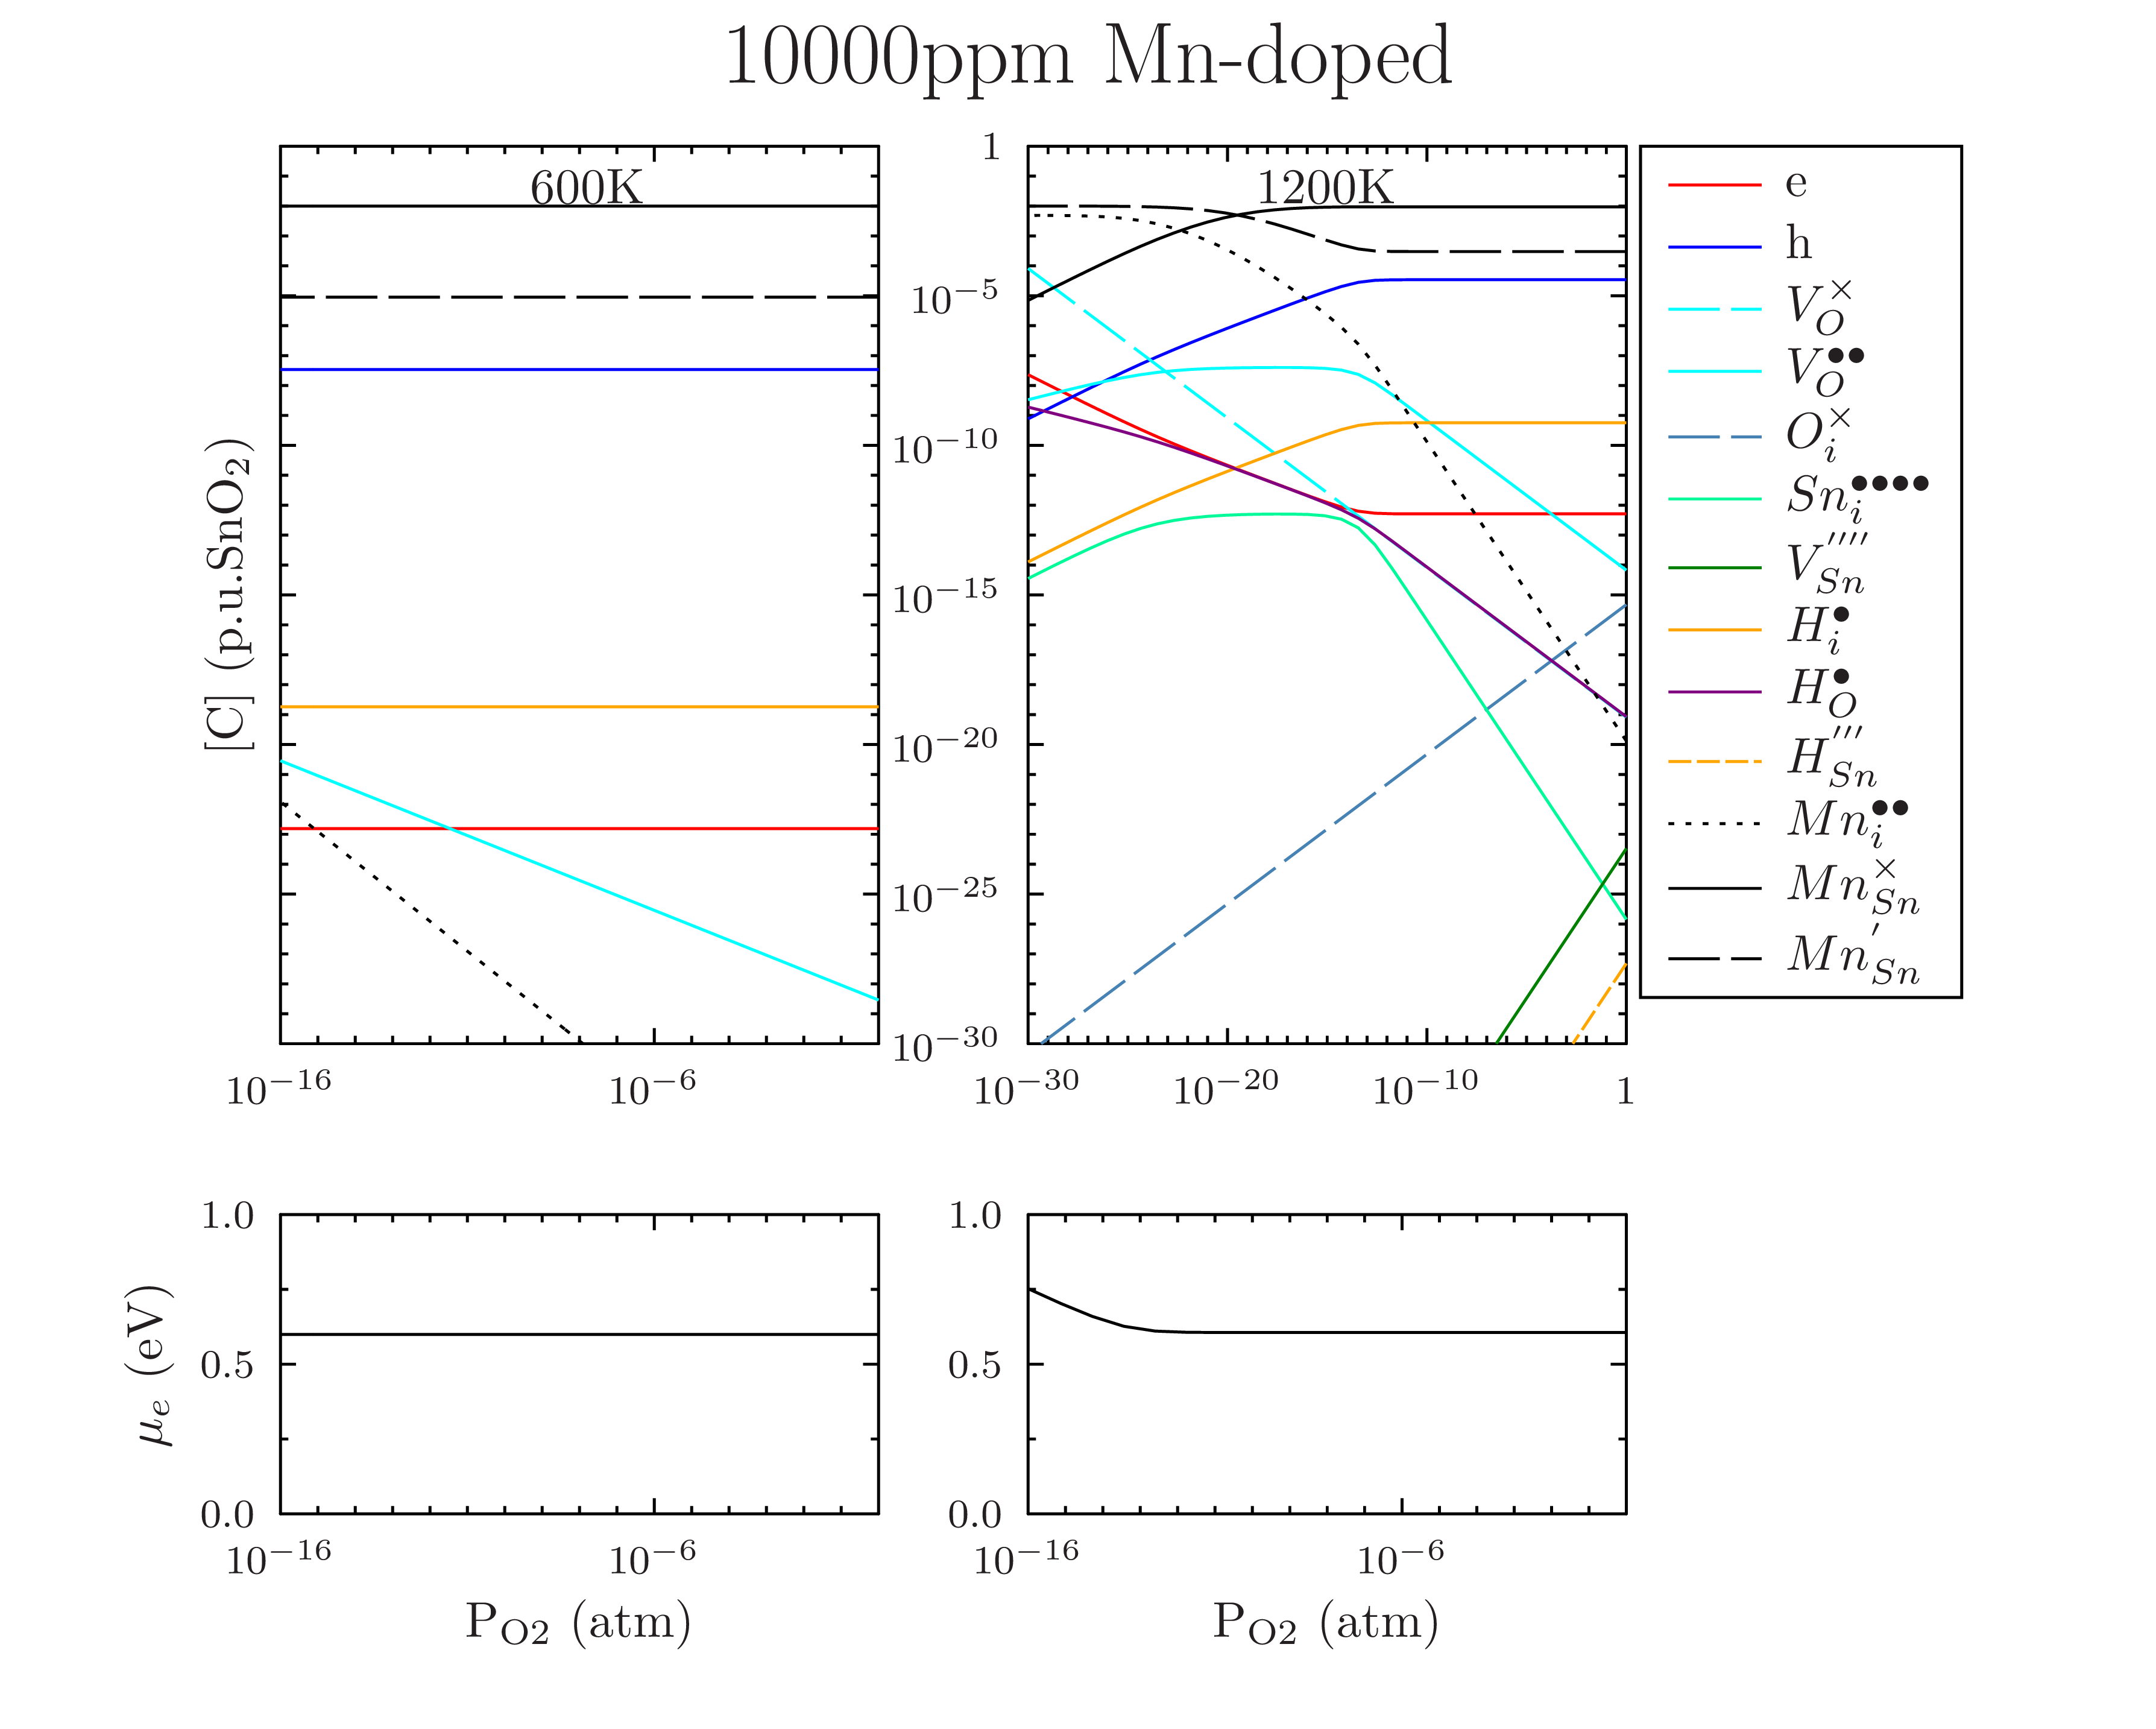 10000ppm Mn-doped
600K
1200K
[C] (p.u.SnO₂)
1
10⁻⁵
10⁻¹⁰
10⁻¹⁵
10⁻²⁰
10⁻²⁵
10⁻³⁰
10⁻¹⁶ 10⁻⁶
10⁻³⁰ 10⁻²⁰ 10⁻¹⁰ 1
e
h
V_O^×
V_O^••
O_i^×
Sn_i^••••
V_Sn^''''
H_i^•
H_O^•
H_Sn^'''
Mn_i^••
Mn_Sn^×
Mn_Sn^'
μ_e (eV)
1.0
0.5
0.0
10⁻¹⁶ 10⁻⁶
P_O2 (atm)
1.0
0.5
0.0
10⁻¹⁶ 10⁻⁶
P_O2 (atm)